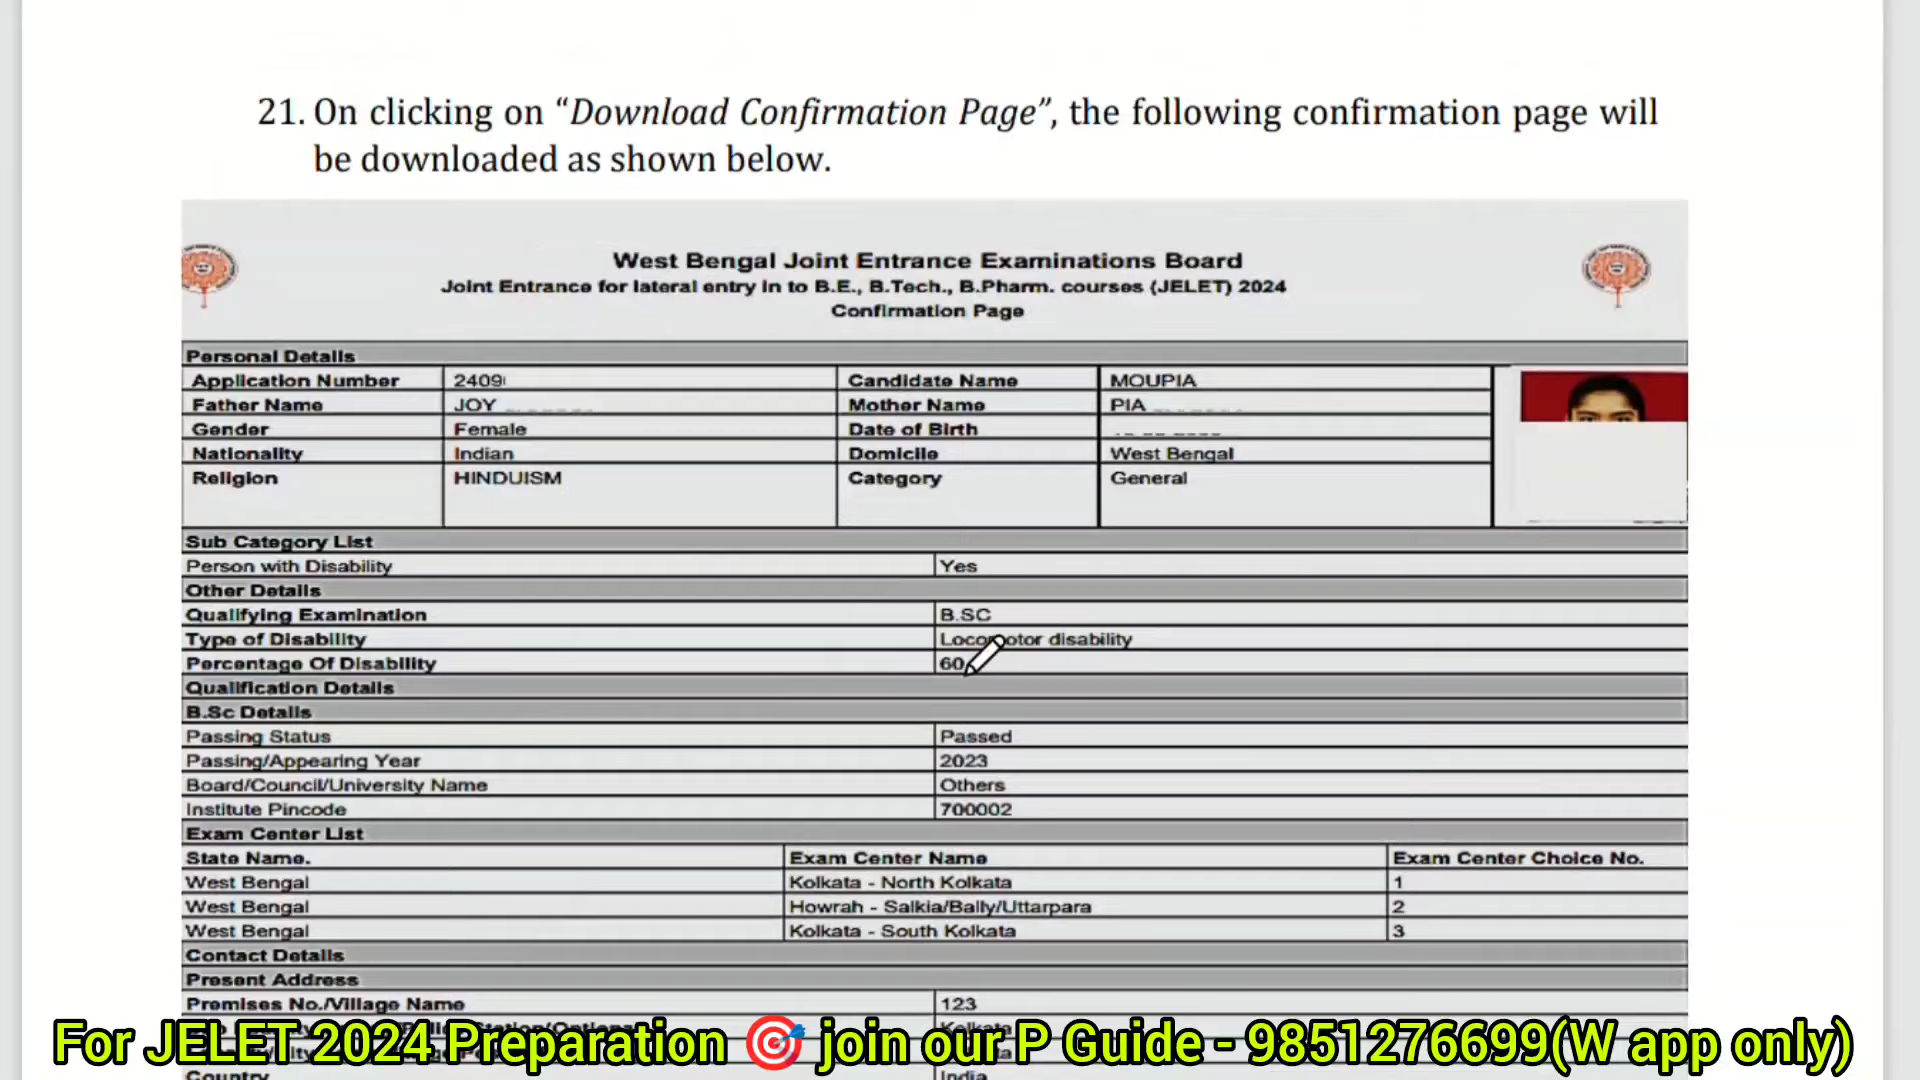 21. On clicking on “Download Confirmation Page”, the following confirmation page will
be downloaded as shown below.
West Bengal Joint Entrance Examinations Board
Joint Entrance for lateral entry in to B.E., B.Tech., B.Pharm. courses (JELET) 2024
Confirmation Page
Personal Details
Application Number 2409 Candidate Name MOUPIA
Father Name JOY Mother Name PIA
Gender Female Date of Birth
Nationality Indian Domicile West Bengal
Religion HINDUISM Category General
Sub Category List
Person with Disability Yes
Other Details
Qualifying Examination B.SC
Type of Disability Locomotor disability
Percentage Of Disability 60
Qualification Details
B.Sc Details
Passing Status Passed
Passing/Appearing Year 2023
Board/Council/University Name Others
Institute Pincode 700002
Exam Center List
State Name. Exam Center Name Exam Center Choice No.
West Bengal Kolkata - North Kolkata 1
West Bengal Howrah - Salkia/Bally/Uttarpara 2
West Bengal Kolkata - South Kolkata 3
Contact Details
Present Address
Premises No./Village Name 123
For JELET 2024 Preparation 🎯 join our P Guide - 9851276699(W app only)
Country India